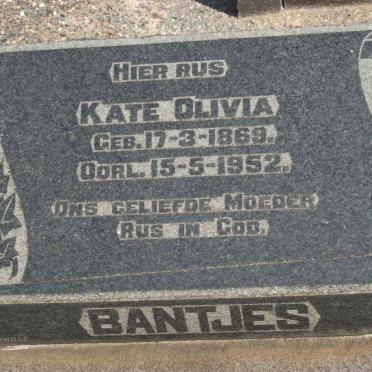 HIER RUS
KATE OLIVIA
GEB. 17-3-1869.
OORL. 15-5-1952.
ONS GELIEFDE MOEDER
RUS IN GOD.
BANTJES